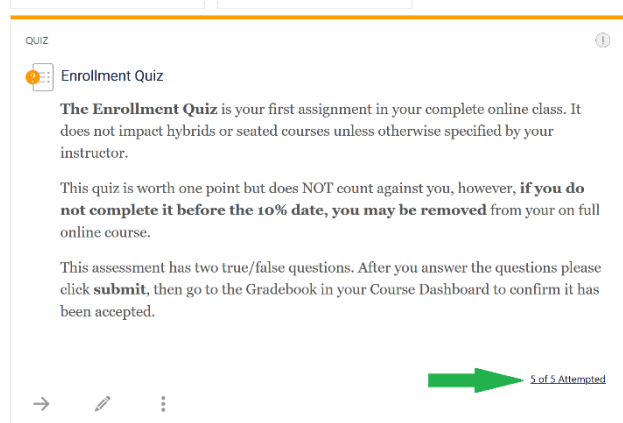 QUIZ
Enrollment Quiz
The Enrollment Quiz is your first assignment in your complete online class. It
does not impact hybrids or seated courses unless otherwise specified by your
instructor.
This quiz is worth one point but does NOT count against you, however, if you do
not complete it before the 10% date, you may be removed from your on full
online course.
This assessment has two true/false questions. After you answer the questions please
click submit, then go to the Gradebook in your Course Dashboard to confirm it has
been accepted.
5 of 5 Attempted